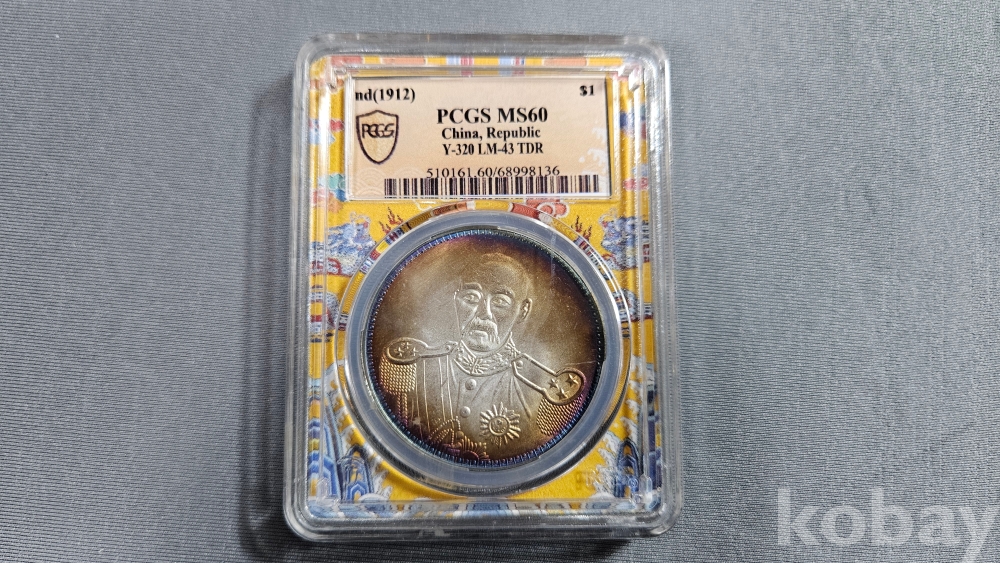 nd(1912) $1
PCGS MS60
China, Republic
Y-320 LM-43 TDR
510161.60/68998136
PCGS
kobay